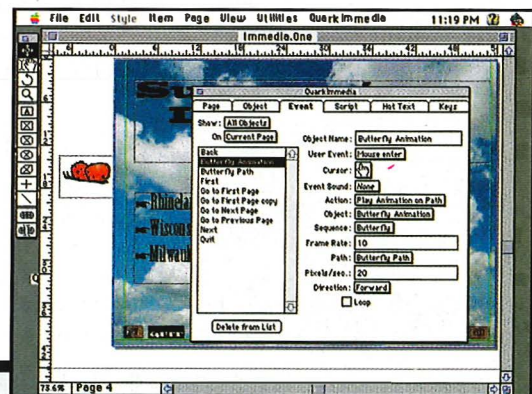 File Edit Style Item Page View Utilities QuarkImmedia 11:19 PM
Immedia.One
QuarkImmedia
Page Object Event Script Hot Text Keys
Show: All Objects
On Current Page
Back
Butterfly Animation
Butterfly Path
First
Go to First Page
Go to First Page copy
Go to Next Page
Go to Previous Page
Next
Quit
Delete from List
Object Name: Butterfly Animation
User Event: Mouse enter
Cursor:
Event Sound: None
Action: Play Animation on Path
Object: Butterfly Animation
Sequence: Butterfly
Frame Rate: 10
Path: Butterfly Path
Pixels/sec.: 20
Direction: Forward
Loop
73.6% Page 4